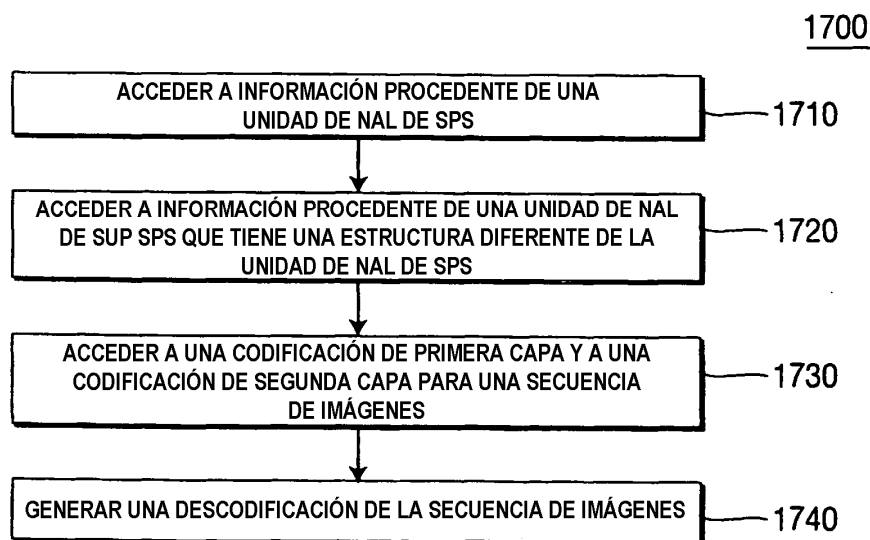 1700
ACCEDER A INFORMACIÓN PROCEDENTE DE UNA
UNIDAD DE NAL DE SPS
1710
ACCEDER A INFORMACIÓN PROCEDENTE DE UNA UNIDAD DE NAL
DE SUP SPS QUE TIENE UNA ESTRUCTURA DIFERENTE DE LA
UNIDAD DE NAL DE SPS
1720
ACCEDER A UNA CODIFICACIÓN DE PRIMERA CAPA Y A UNA
CODIFICACIÓN DE SEGUNDA CAPA PARA UNA SECUENCIA
DE IMÁGENES
1730
GENERAR UNA DESCODIFICACIÓN DE LA SECUENCIA DE IMÁGENES
1740